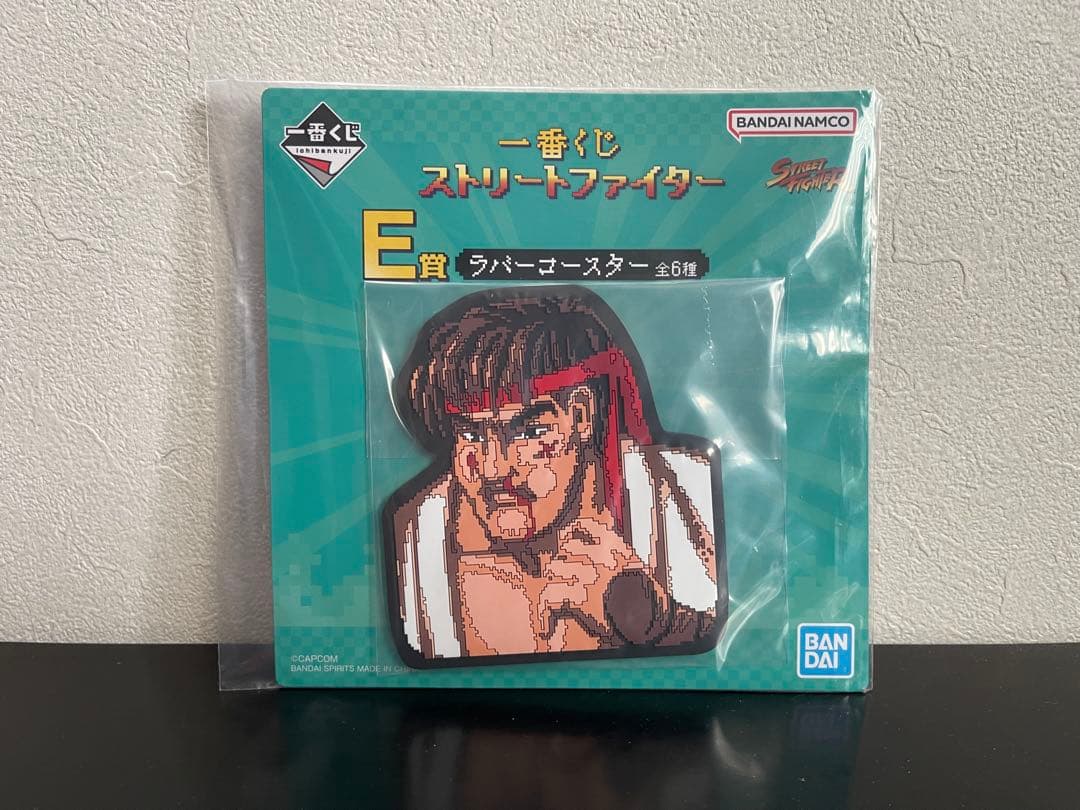 一番くじ
ichibankuji
BANDAI NAMCO
一番くじ
ストリートファイター
STREET
FIGHTER
E賞 ラバーコースター 全6種
©CAPCOM
BANDAI SPIRITS MADE IN
BAN
DAI